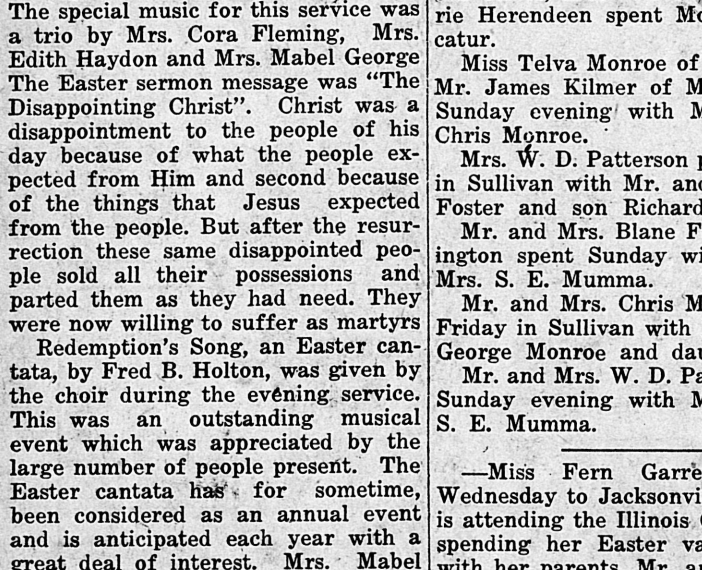 The special music for this service was
a trio by Mrs. Cora Fleming, Mrs.
Edith Haydon and Mrs. Mabel George
The Easter sermon message was “The
Disappointing Christ”. Christ was a
disappointment to the people of his
day because of what the people ex-
pected from Him and second because
of the things that Jesus expected
from the people. But after the resur-
rection these same disappointed peo-
ple sold all their possessions and
parted them as they had need. They
were now willing to suffer as martyrs
Redemption's Song, an Easter can-
tata, by Fred B. Holton, was given by
the choir during the evening service.
This was an outstanding musical
event which was appreciated by the
large number of people present. The
Easter cantata has for sometime,
been considered as an annual event
and is anticipated each year with a
great deal of interest. Mrs. Mabel
rie Herendeen spent
catur.
Miss Telva Monroe of
Mr. James Kilmer of
Sunday evening with
Chris Monroe.
Mrs. W. D. Patterson
in Sullivan with Mr. and
Foster and son Richard
Mr. and Mrs. Blane
ington spent Sunday
Mrs. S. E. Mumma.
Mr. and Mrs. Chris
Friday in Sullivan with
George Monroe and
Mr. and Mrs. W. D.
Sunday evening with
S. E. Mumma.
—Miss Fern
Wednesday to
is attending the Illinois
spending her Easter
with her parents, Mr.